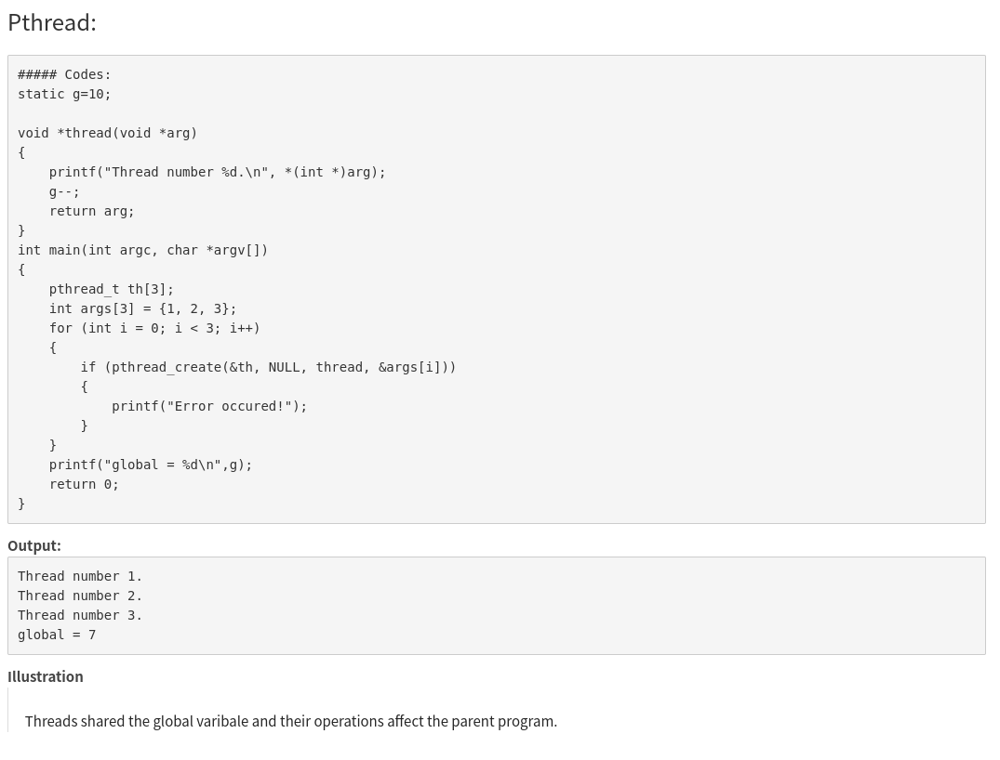 Pthread:
##### Codes:
static g=10;

void *thread(void *arg)
{
    printf("Thread number %d.\n", *(int *)arg);
    g--;
    return arg;
}
int main(int argc, char *argv[])
{
    pthread_t th[3];
    int args[3] = {1, 2, 3};
    for (int i = 0; i < 3; i++)
    {
        if (pthread_create(&th, NULL, thread, &args[i]))
        {
            printf("Error occured!");
        }
    }
    printf("global = %d\n",g);
    return 0;
}
Output:
Thread number 1.
Thread number 2.
Thread number 3.
global = 7
Illustration
Threads shared the global varibale and their operations affect the parent program.